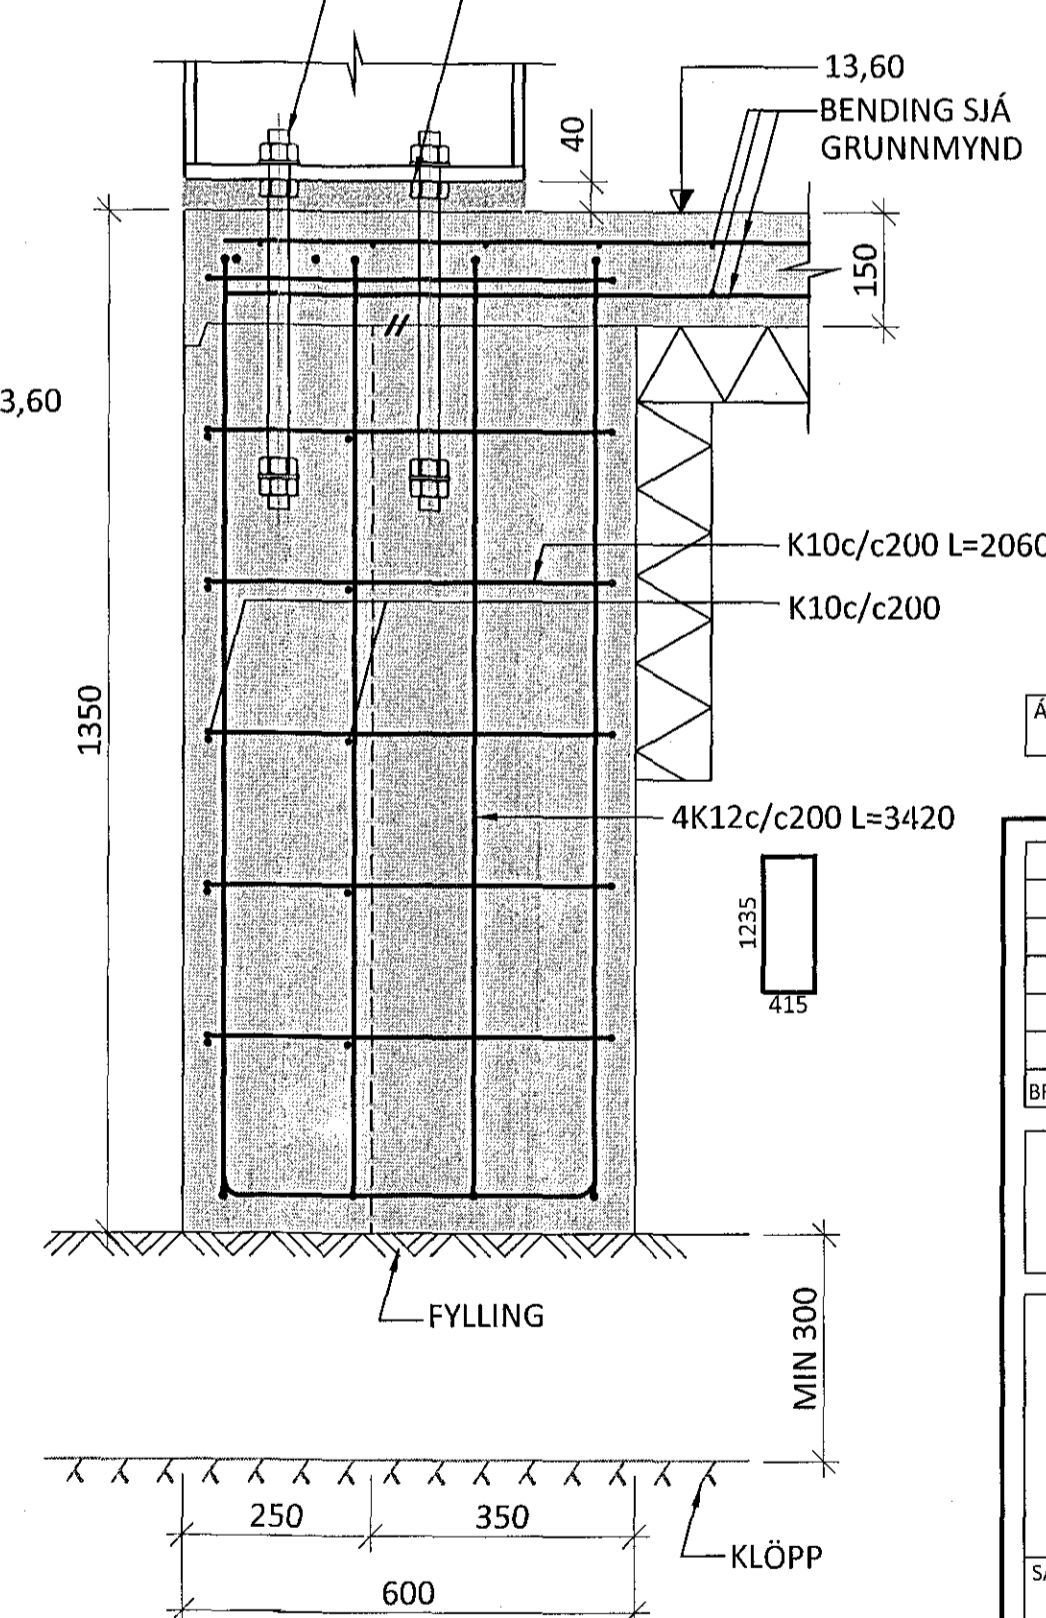 13,60
BENDING SJÁ
GRUNNMYND
40
150
3,60
K10c/c200 L=2060
K10c/c200
1350
Á
4K12c/c200 L=3420
1235
415
FYLLING
MIN 300
250
350
KLÖPP
600